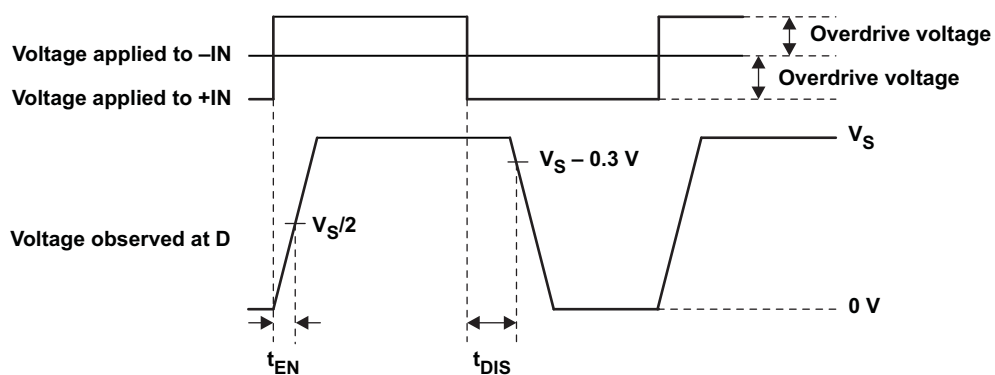 Voltage applied to –IN
Overdrive voltage
Overdrive voltage
Voltage applied to +IN
V_S
V_S – 0.3 V
V_S/2
Voltage observed at D
0 V
t_EN
t_DIS